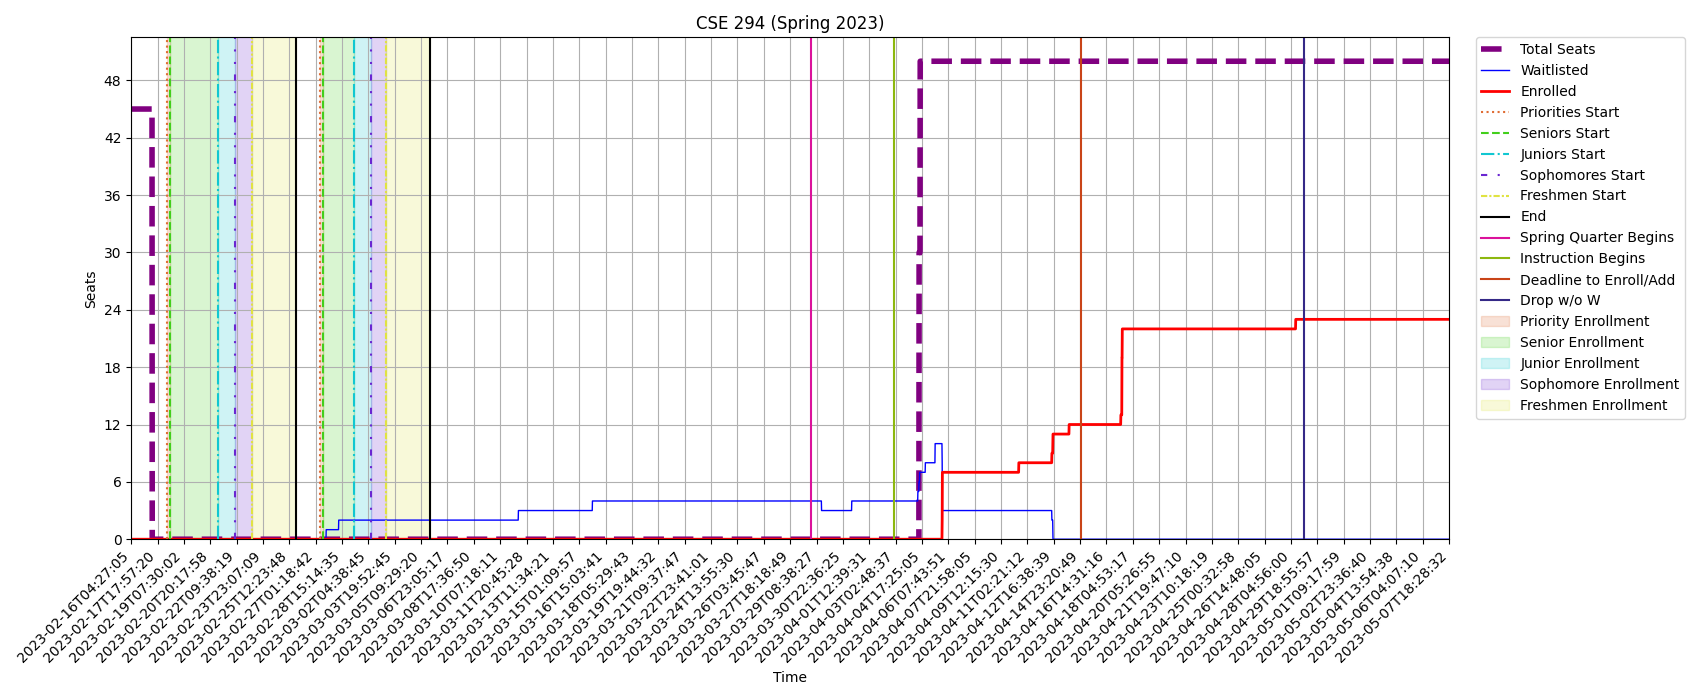 CSE 294 (Spring 2023)
Seats
48
42
36
30
24
18
12
6
0
2023-02-16T04:27:05
2023-02-17T17:57:20
2023-02-19T07:30:02
2023-02-20T20:17:58
2023-02-22T09:38:19
2023-02-23T23:07:09
2023-02-25T12:23:48
2023-02-27T01:18:42
2023-02-28T15:14:35
2023-03-02T04:38:45
2023-03-03T19:52:45
2023-03-05T09:29:20
2023-03-06T23:05:17
2023-03-10T07:36:50
2023-03-10T07:18:11
2023-03-11T20:45:28
2023-03-13T11:34:21
2023-03-15T01:09:57
2023-03-16T15:03:41
2023-03-18T05:29:43
2023-03-19T19:44:32
2023-03-21T09:37:47
2023-03-22T23:41:01
2023-03-24T13:55:30
2023-03-26T03:45:47
2023-03-27T18:18:49
2023-03-29T08:38:27
2023-03-30T22:36:25
2023-04-01T12:39:31
2023-04-03T02:48:37
2023-04-04T17:25:05
2023-04-06T07:43:51
2023-04-07T21:58:05
2023-04-09T12:15:30
2023-04-11T02:21:12
2023-04-12T16:38:39
2023-04-14T23:20:49
2023-04-16T14:31:16
2023-04-18T04:53:17
2023-04-20T05:26:55
2023-04-21T19:47:10
2023-04-23T10:18:19
2023-04-25T00:32:58
2023-04-26T14:48:05
2023-04-28T04:56:00
2023-04-29T18:55:57
2023-05-01T09:17:59
2023-05-02T23:36:40
2023-05-04T13:54:38
2023-05-06T04:07:10
2023-05-07T18:28:32
Time
Total Seats
Waitlisted
Enrolled
Priorities Start
Seniors Start
Juniors Start
Sophomores Start
Freshmen Start
End
Spring Quarter Begins
Instruction Begins
Deadline to Enroll/Add
Drop w/o W
Priority Enrollment
Senior Enrollment
Junior Enrollment
Sophomore Enrollment
Freshmen Enrollment